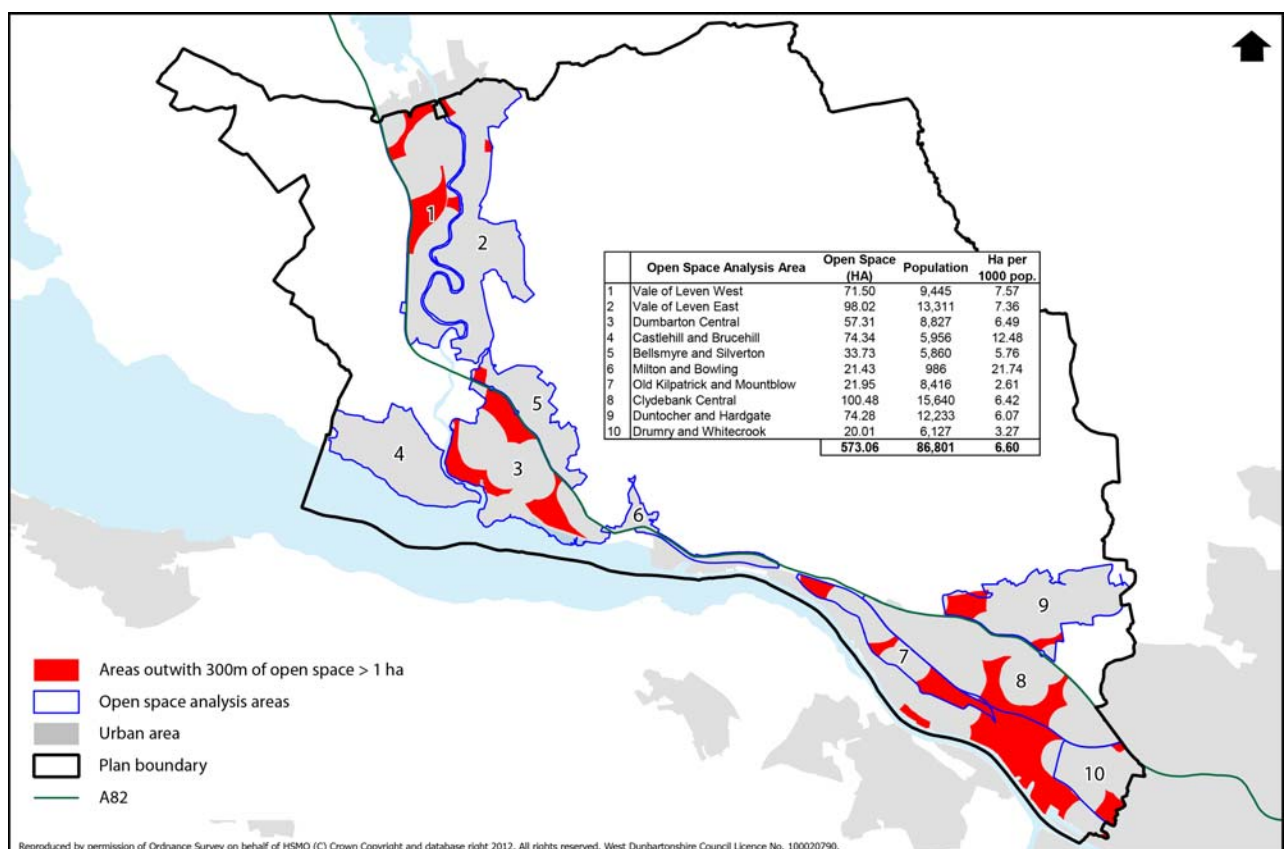 Open Space Analysis Area Open Space (HA) Population Ha per 1000 pop.
1 Vale of Leven West 71.50 9,445 7.57
2 Vale of Leven East 98.02 13,311 7.36
3 Dumbarton Central 57.31 8,827 6.49
4 Castlehill and Brucehill 74.34 5,956 12.48
5 Bellsmyre and Silverton 33.73 5,860 5.76
6 Milton and Bowling 21.43 986 21.74
7 Old Kilpatrick and Mountblow 21.95 8,416 2.61
8 Clydebank Central 100.48 15,640 6.42
9 Duntocher and Hardgate 74.28 12,233 6.07
10 Drumry and Whitecrook 20.01 6,127 3.27
573.06 86,801 6.60
1
2
3
4
5
6
7
8
9
10
Areas outwith 300m of open space > 1 ha
Open space analysis areas
Urban area
Plan boundary
A82
Reproduced by permission of Ordnance Survey on behalf of HSMO (C) Crown Copyright and database right 2012. All rights reserved. West Dunbartonshire Council Licence No. 100020790.